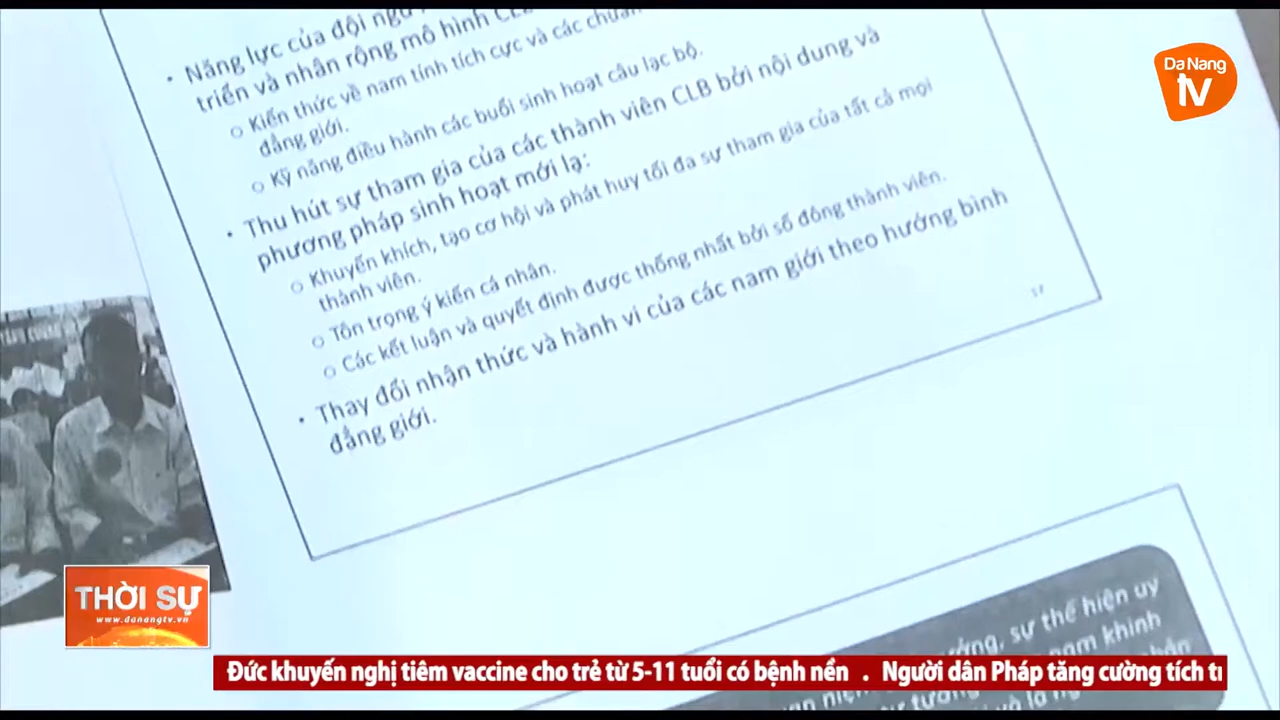 Năng lực của đội ngũ
triển và nhân rộng mô hình CLB
Kiến thức về nam tính tích cực và các chuẩn
đẳng giới.
Kỹ năng điều hành các buổi sinh hoạt câu lạc bộ.
Thu hút sự tham gia của các thành viên CLB bởi nội dung và
phương pháp sinh hoạt mới lạ:
Khuyến khích, tạo cơ hội và phát huy tối đa sự tham gia của tất cả mọi
thành viên.
Tôn trọng ý kiến cá nhân.
Các kết luận và quyết định được thống nhất bởi số đông thành viên.
Thay đổi nhận thức và hành vi của các nam giới theo hướng bình
đẳng giới.
sự thể hiện uy
nam khinh
Da Nang
tv
THỜI SỰ
www.danangtv.vn
Đức khuyến nghị tiêm vaccine cho trẻ từ 5-11 tuổi có bệnh nền . Người dân Pháp tăng cường tích